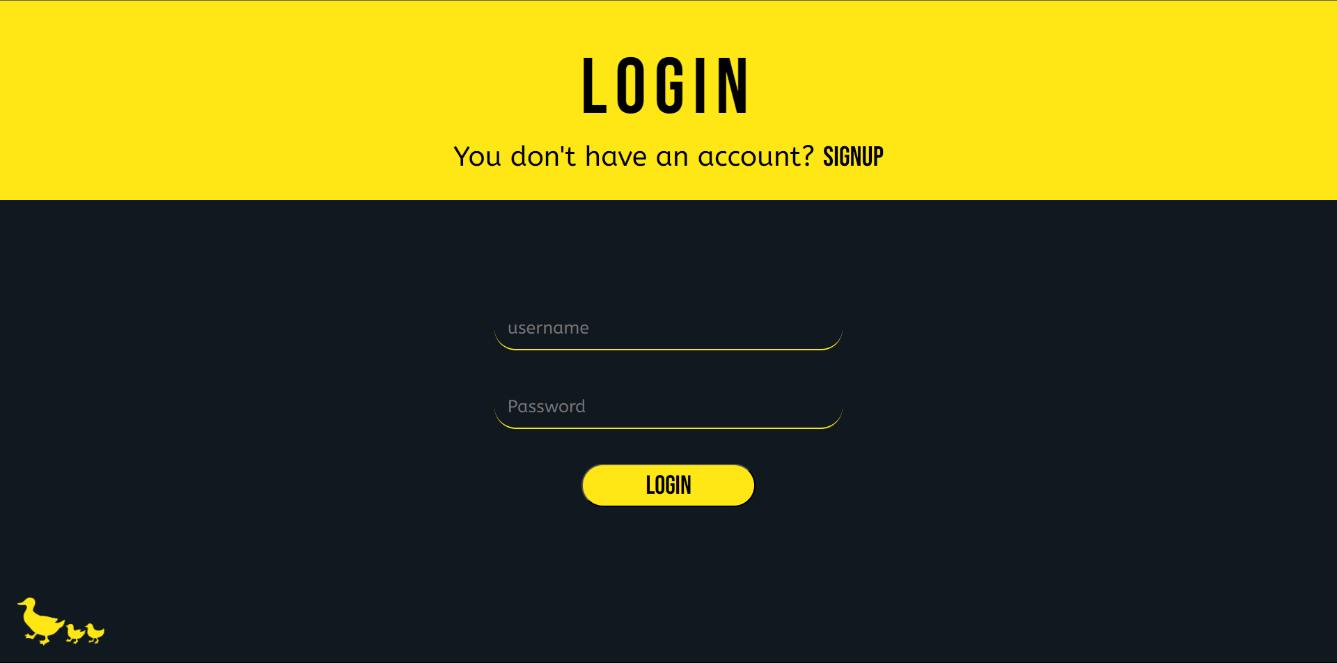 LOGIN
You don't have an account? SIGNUP
username
Password
LOGIN